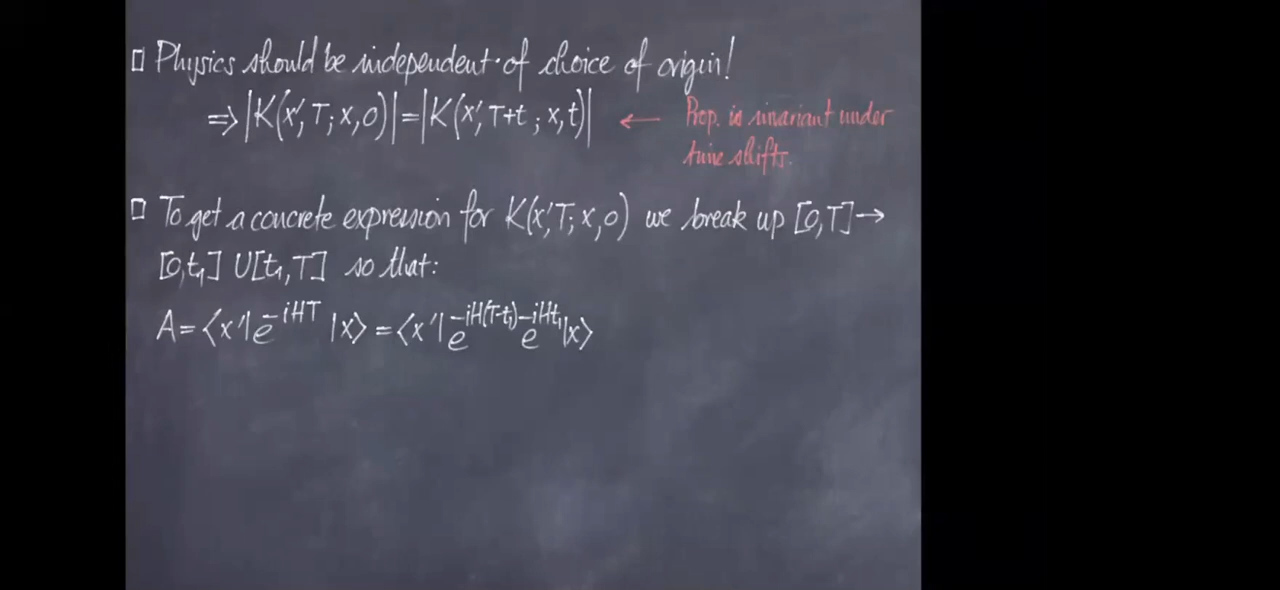 □ Physics should be independent of choice of origin!
⇒ |K(x', T; x, 0)| = |K(x', T+t ; x, t)| ← Prop. is invariant under
time shifts.
□ To get a concrete expression for K(x', T; x, 0) we break up [0,T] →
[0,t₁] U [t₁,T] so that:
A = ⟨x'| e^{-iHT} |x⟩ = ⟨x'| e^{-iH(T-t₁)} e^{-iHt₁} |x⟩